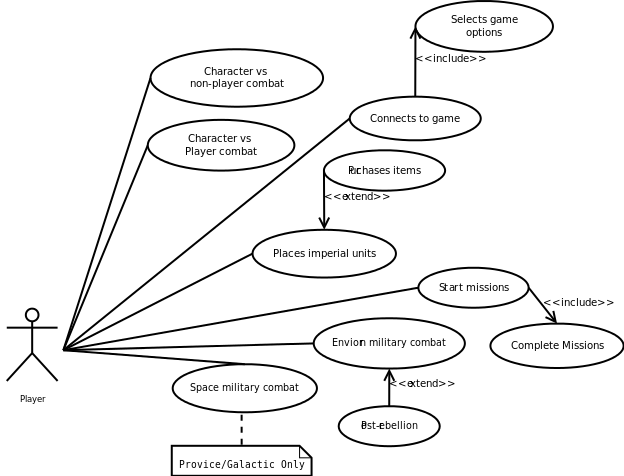 Selects game
options
<<include>>
Character vs
non-player combat
Connects to game
Character vs
Player combat
Purchases items
<<extend>>
Places imperial units
Start missions
<<include>>
Envionr military combat
Complete Missions
Space military combat
<<extend>>
Player
Post-rebellion
Provice/Galactic Only